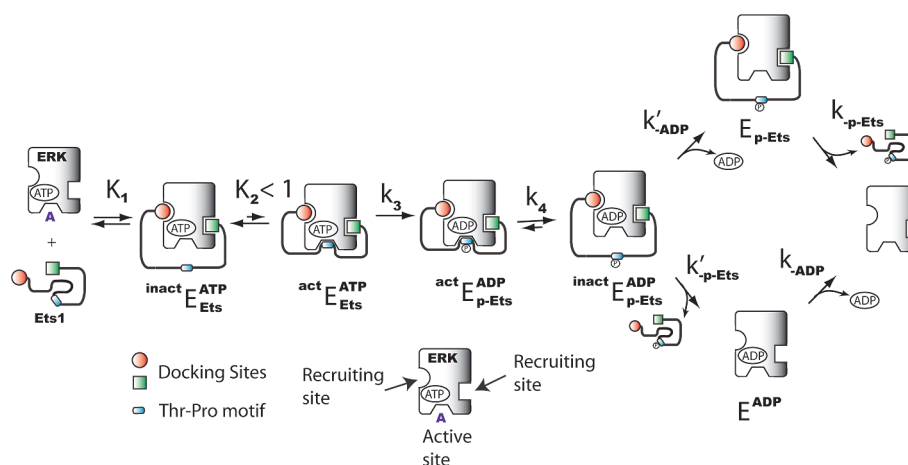 ERK
ATP
A
+
Ets1
K1
inact E ATP Ets
ATP
K2 < 1
act E ATP Ets
ATP
k3
act E ADP p-Ets
ADP
P
k4
inact E ADP p-Ets
ADP
P
k′-ADP
ADP
E p-Ets
P
k-p-Ets
P
k′-p-Ets
P
E ADP
ADP
k-ADP
ADP
Docking Sites
Thr-Pro motif
Recruiting
site
ERK
ATP
A
Active
site
Recruiting
site